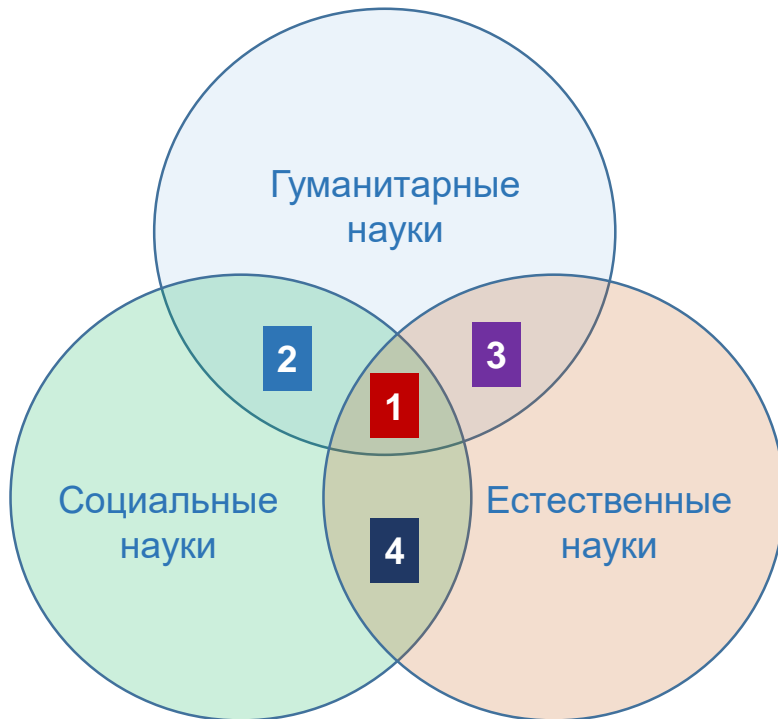 Гуманитарные
науки
2
3
1
Социальные
науки
Естественные
науки
4